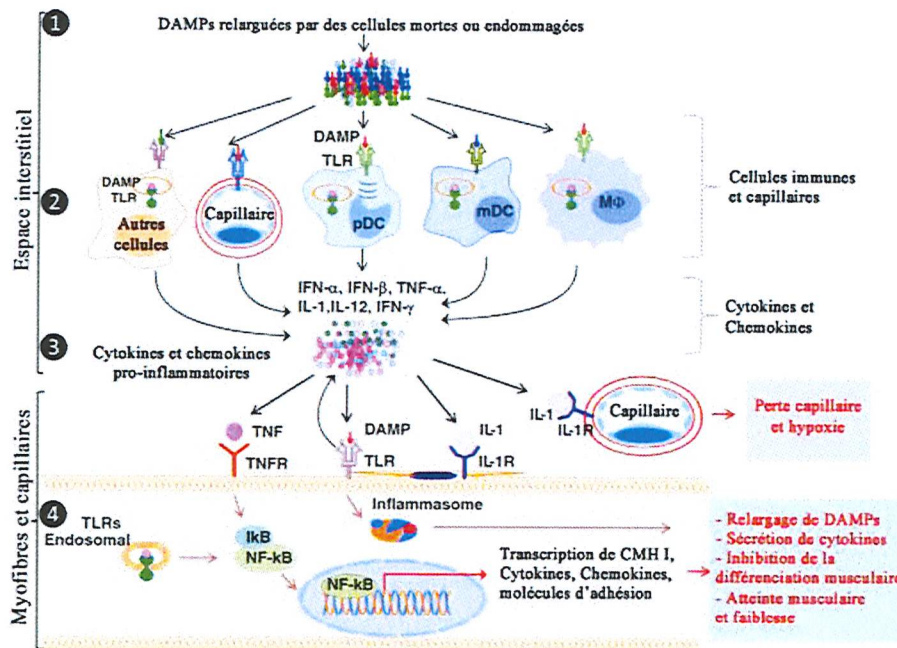 1
DAMPs relarguées par des cellules mortes ou endommagées
Espace interstitiel
DAMP
TLR
2
DAMP
TLR
Autres
cellules
Capillaire
pDC
mDC
MΦ
Cellules immunes
et capillaires
IFN-α, IFN-β, TNF-α,
IL-1,IL-12, IFN-γ
Cytokines et
Chemokines
3
Cytokines et chemokines
pro-inflammatoires
Myofibres et capillaires
TNF
TNFR
DAMP
TLR
IL-1
IL-1R
IL-1
IL-1R
Capillaire
Perte capillaire
et hypoxie
4
TLRs
Endosomal
IkB
NF-kB
Inflammasome
NF-kB
Transcription de CMH I,
Cytokines, Chemokines,
molécules d'adhésion
- Relargage de DAMPs
- Sécrétion de cytokines
- Inhibition de la
différenciation musculaire
- Atteinte musculaire
et faiblesse